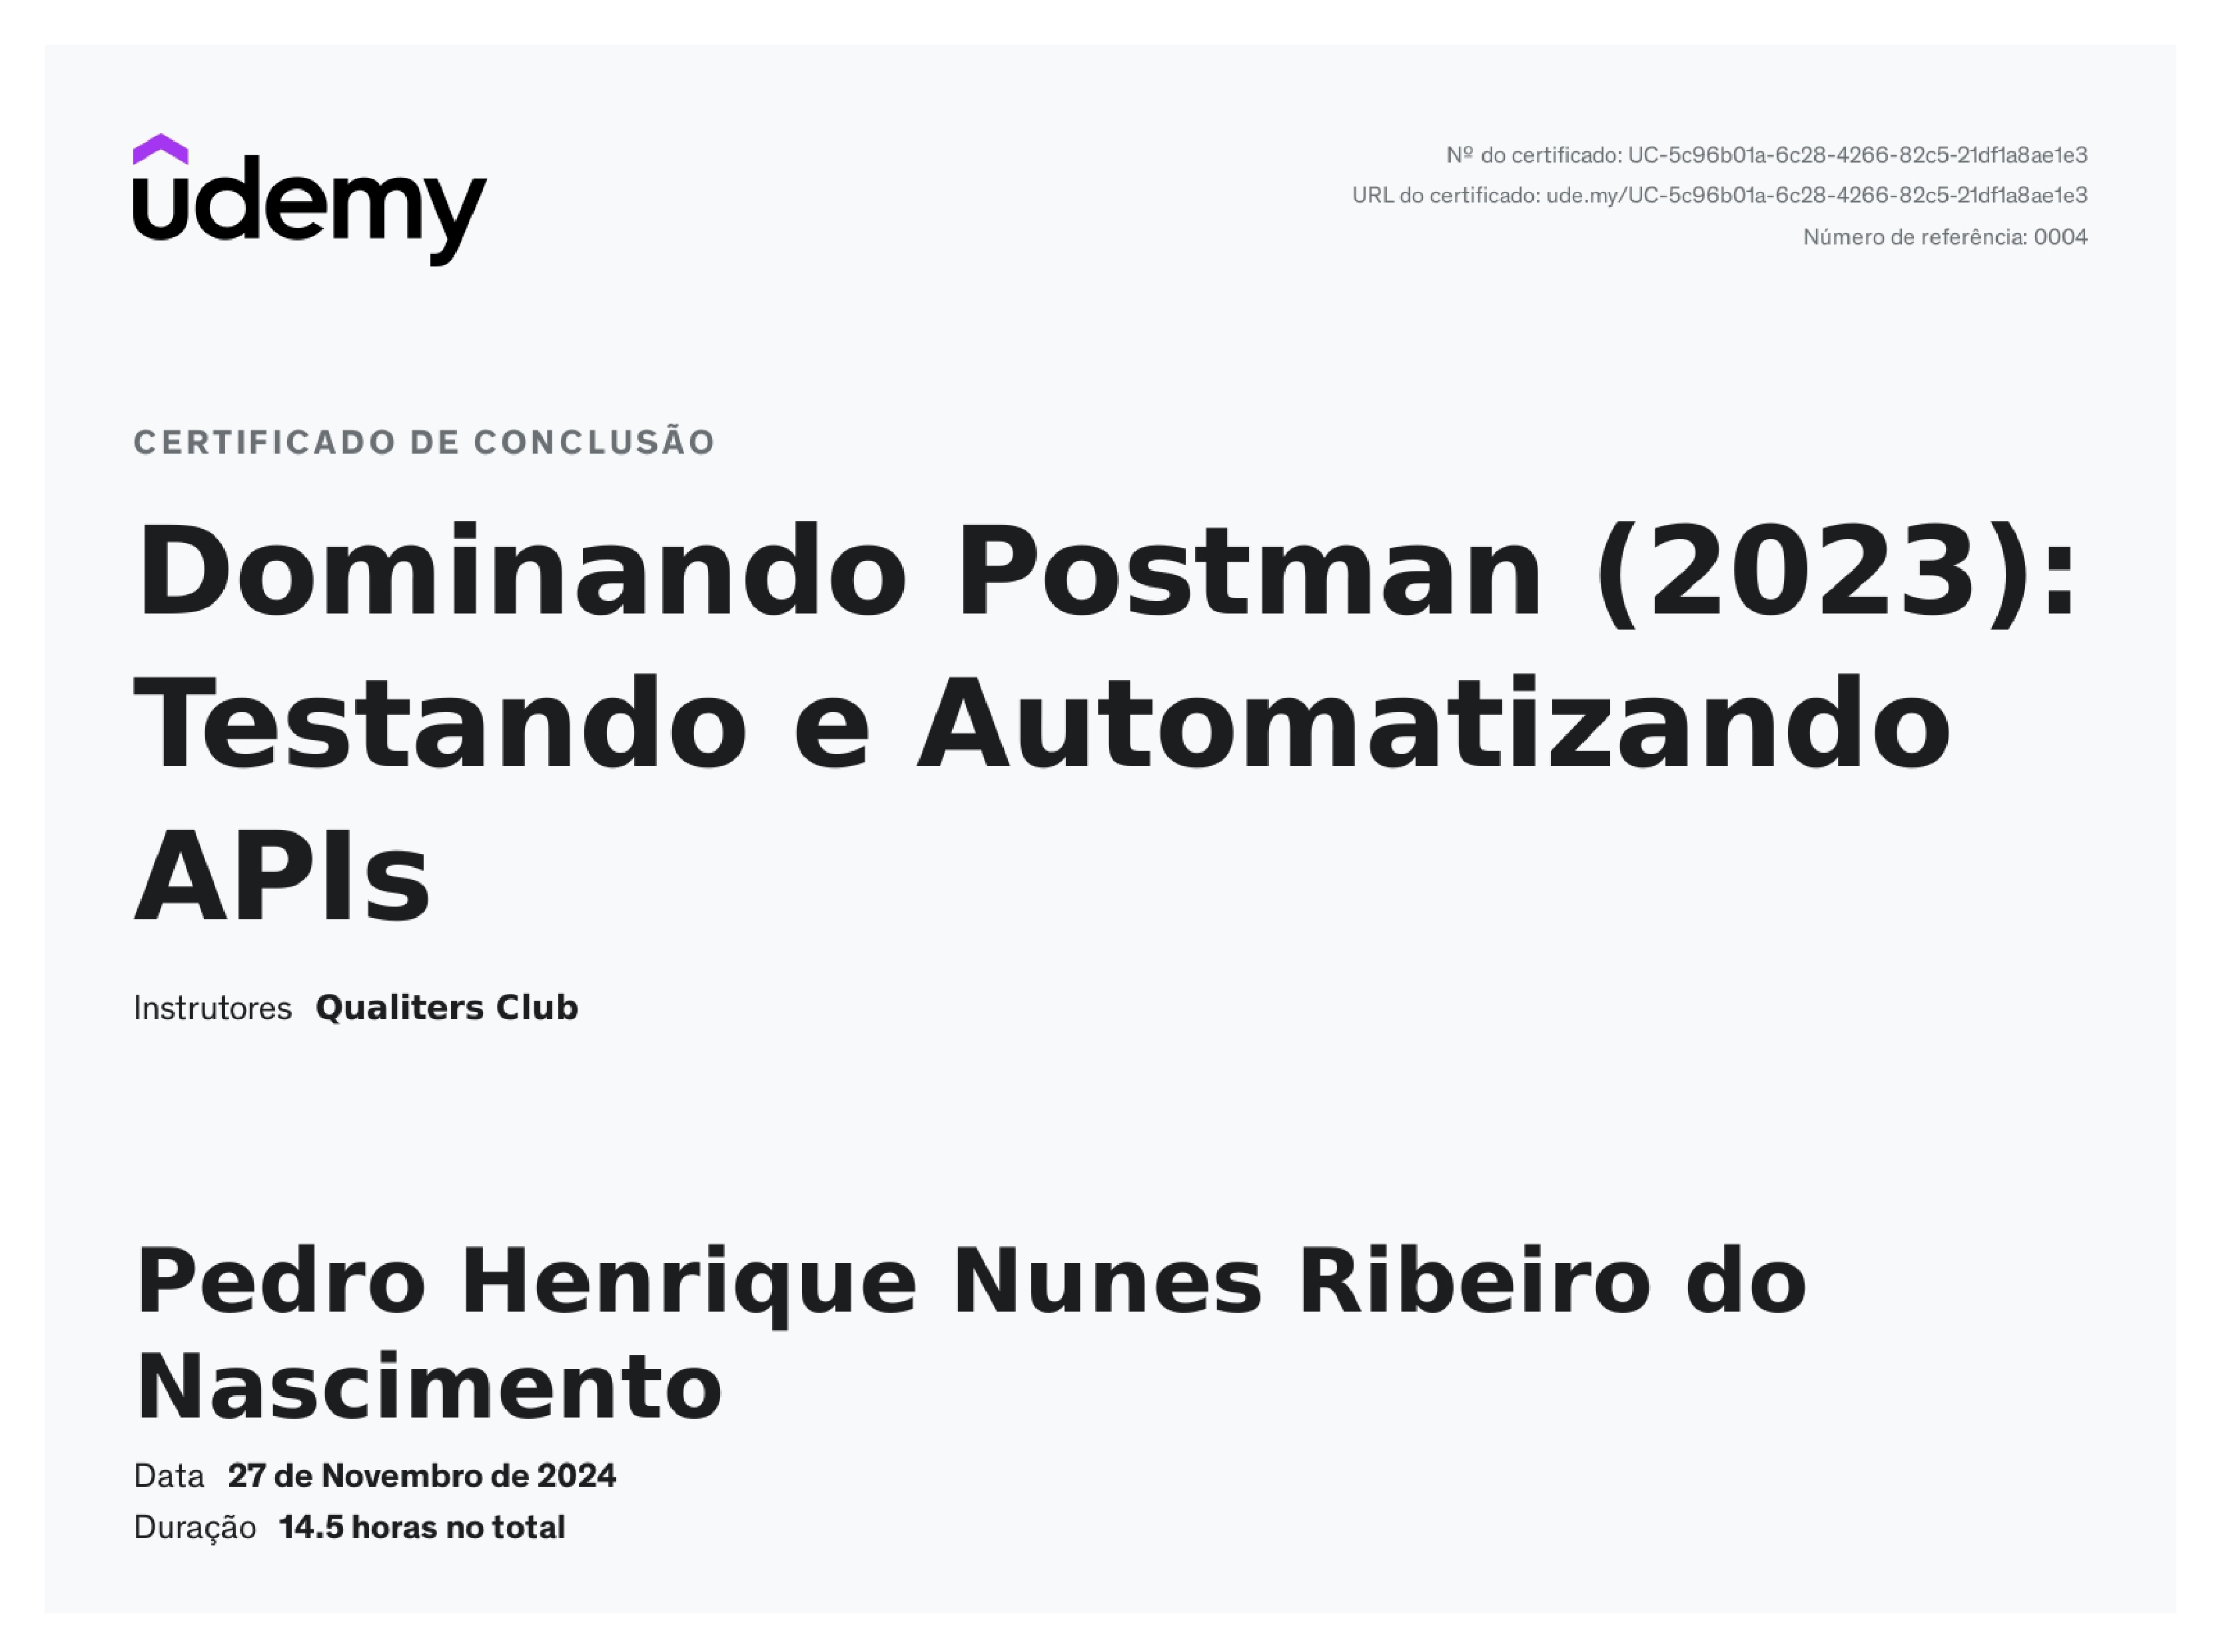 udemy
Nº do certificado: UC-5c96b01a-6c28-4266-82c5-21df1a8ae1e3
URL do certificado: ude.my/UC-5c96b01a-6c28-4266-82c5-21df1a8ae1e3
Número de referência: 0004
CERTIFICADO DE CONCLUSÃO
Dominando Postman (2023):
Testando e Automatizando
APIs
Instrutores Qualiters Club
Pedro Henrique Nunes Ribeiro do
Nascimento
Data 27 de Novembro de 2024
Duração 14.5 horas no total